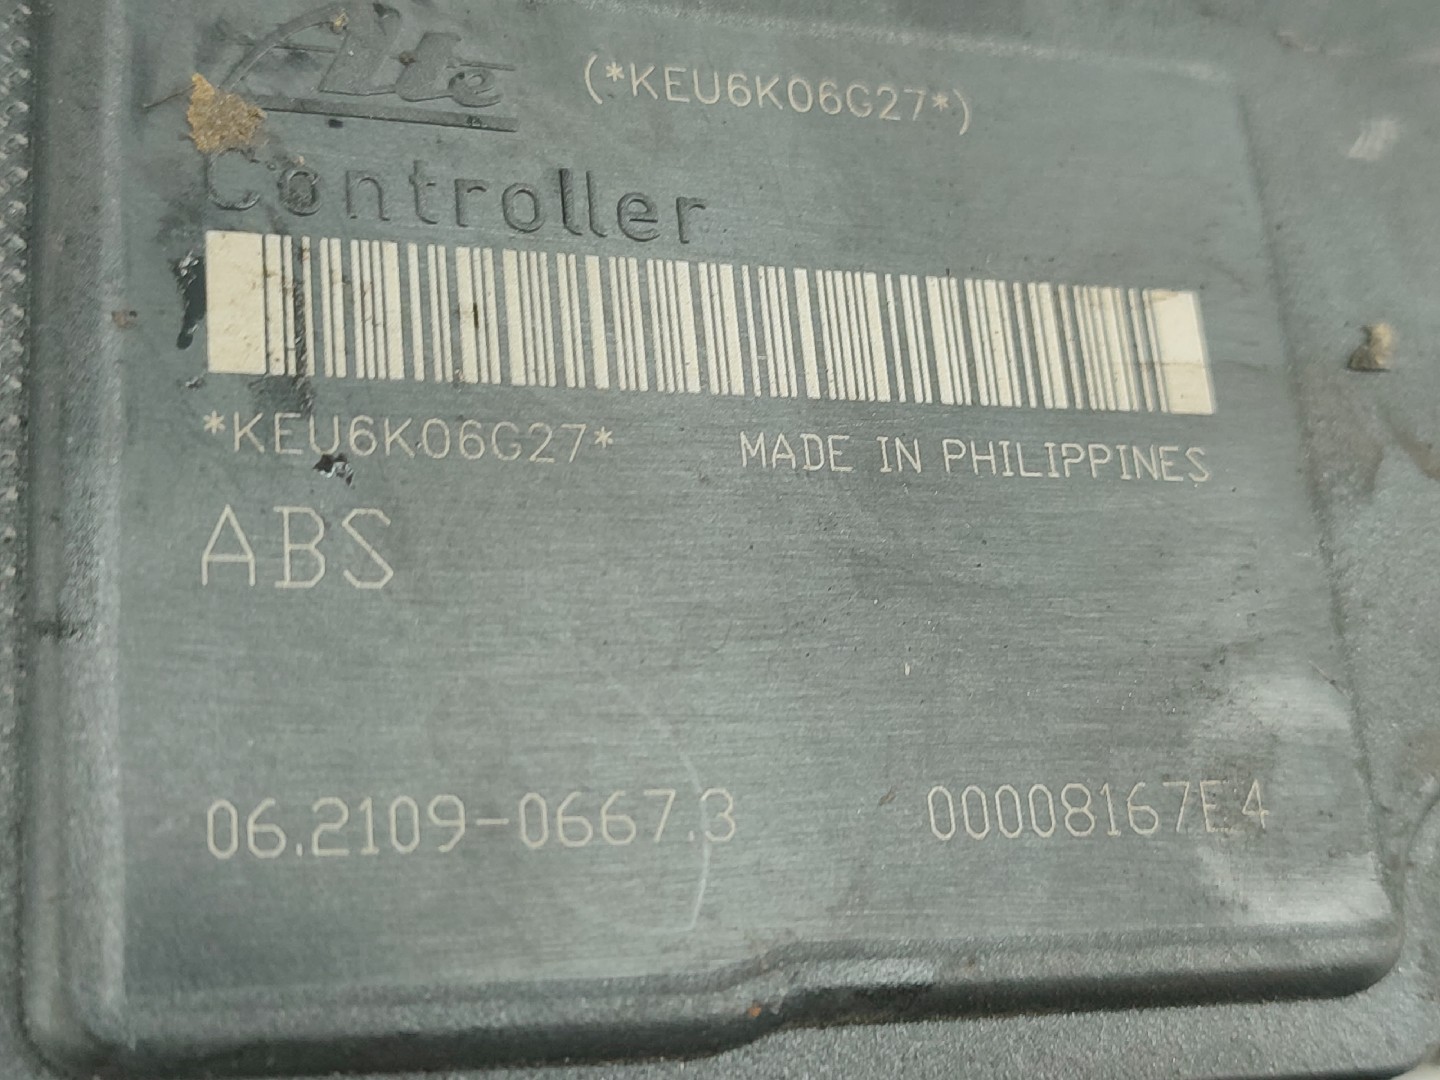 Ate (*KEU6K06G27*)
Controller
*KEU6K06G27* MADE IN PHILIPPINES
ABS
06.2109-0667.3 00008167E4